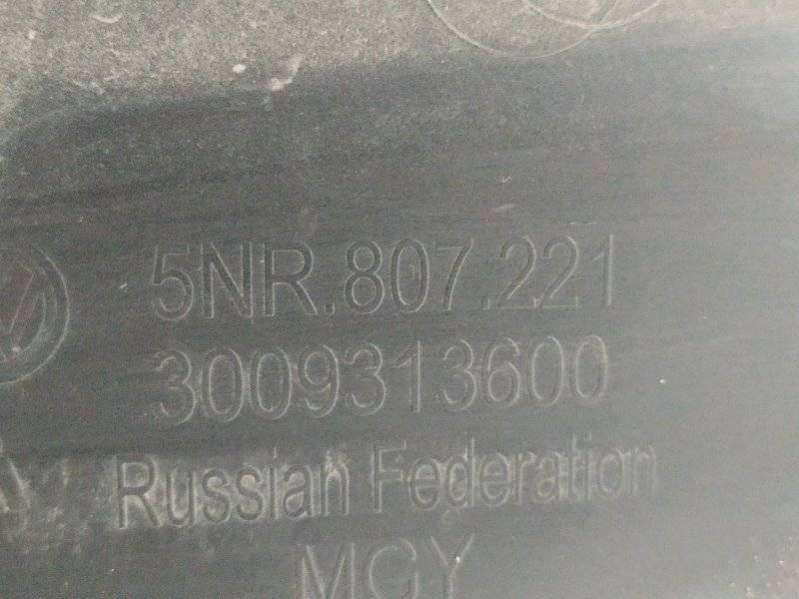 5NR.807.221
3009313600
Russian Federation
MGY